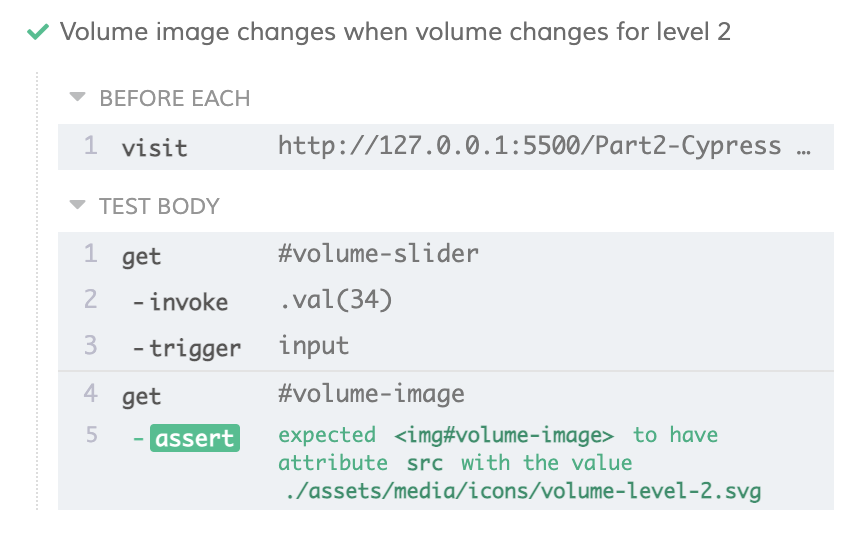 Volume image changes when volume changes for level 2
BEFORE EACH
1 visit http://127.0.0.1:5500/Part2-Cypress …
TEST BODY
1 get #volume-slider
2 -invoke .val(34)
3 -trigger input
4 get #volume-image
5 -assert expected <img#volume-image> to have
attribute src with the value
./assets/media/icons/volume-level-2.svg